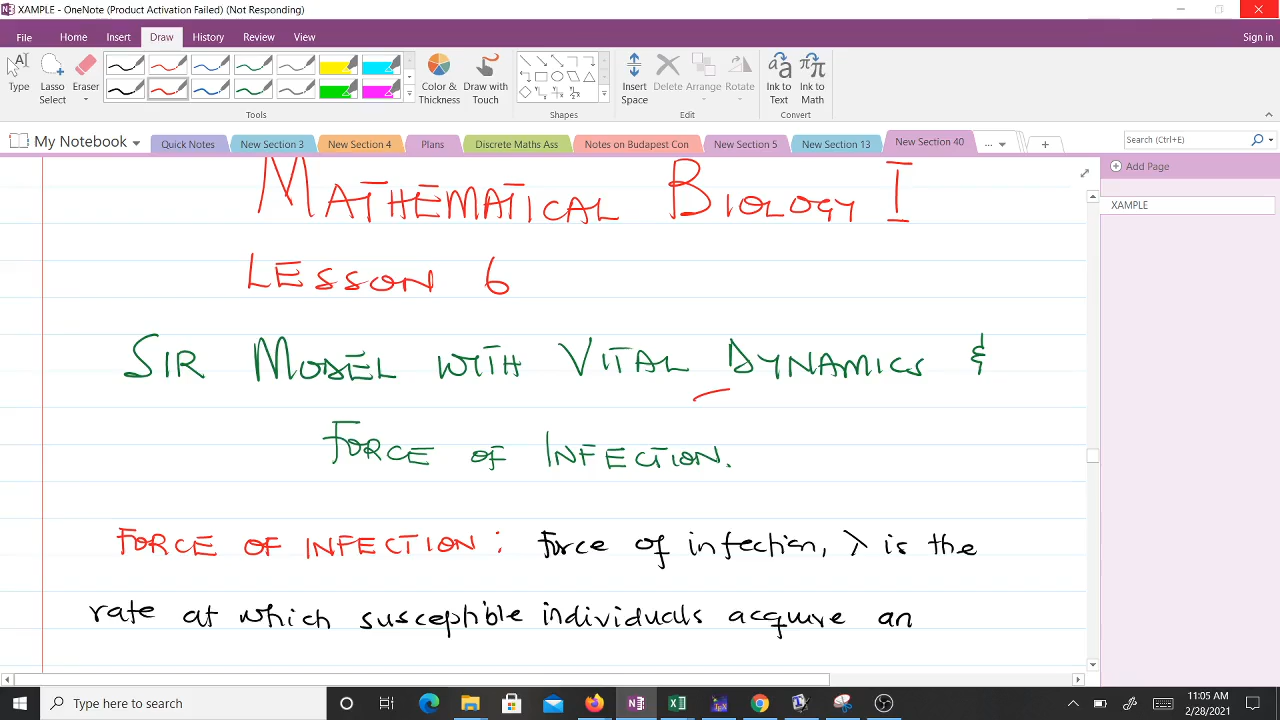 XAMPLE - OneNote (Product Activation Failed) (Not Responding)
File Home Insert Draw History Review View Sign in
Type Lasso Select Eraser Color & Thickness Draw with Touch Insert Space Delete Arrange Rotate Ink to Text Ink to Math
Tools Shapes Edit Convert
My Notebook Quick Notes New Section 3 New Section 4 Plans Discrete Maths Ass Notes on Budapest Con New Section 5 New Section 13 New Section 40 ... Search (Ctrl+E)
Add Page
XAMPLE
MATHEMATICAL BIOLOGY I
LESSON 6
SIR MODEL WITH VITAL DYNAMICS &
FORCE OF INFECTION.
FORCE OF INFECTION: Force of infection, λ is the
rate at which susceptible individuals acquire an
Type here to search
11:05 AM
2/28/2021